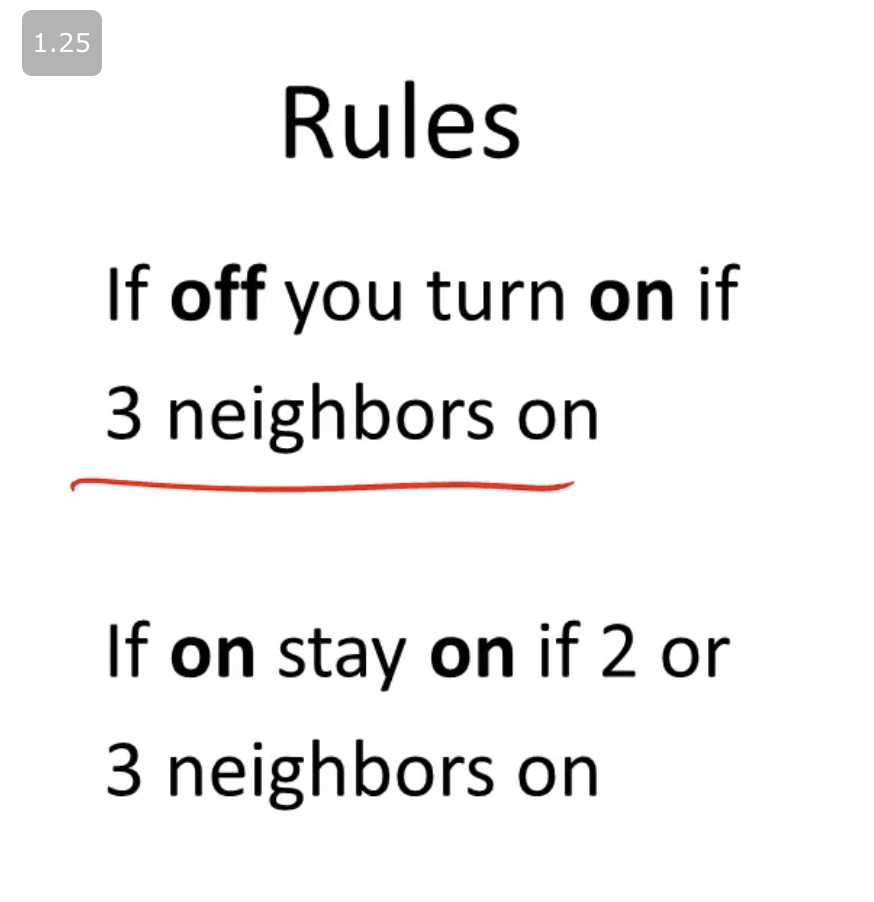 1.25
Rules
If off you turn on if
3 neighbors on
If on stay on if 2 or
3 neighbors on